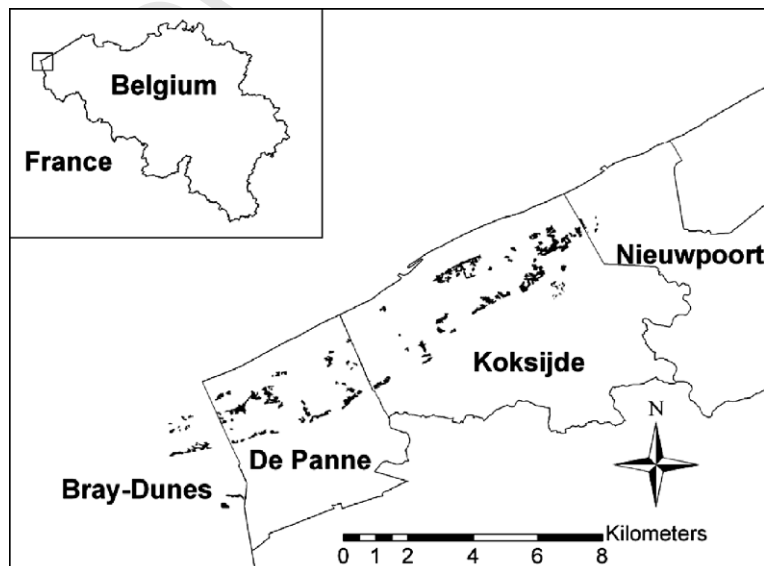 Belgium
France
Nieuwpoort
Koksijde
N
De Panne
Bray-Dunes
Kilometers
0 1 2 4 6 8